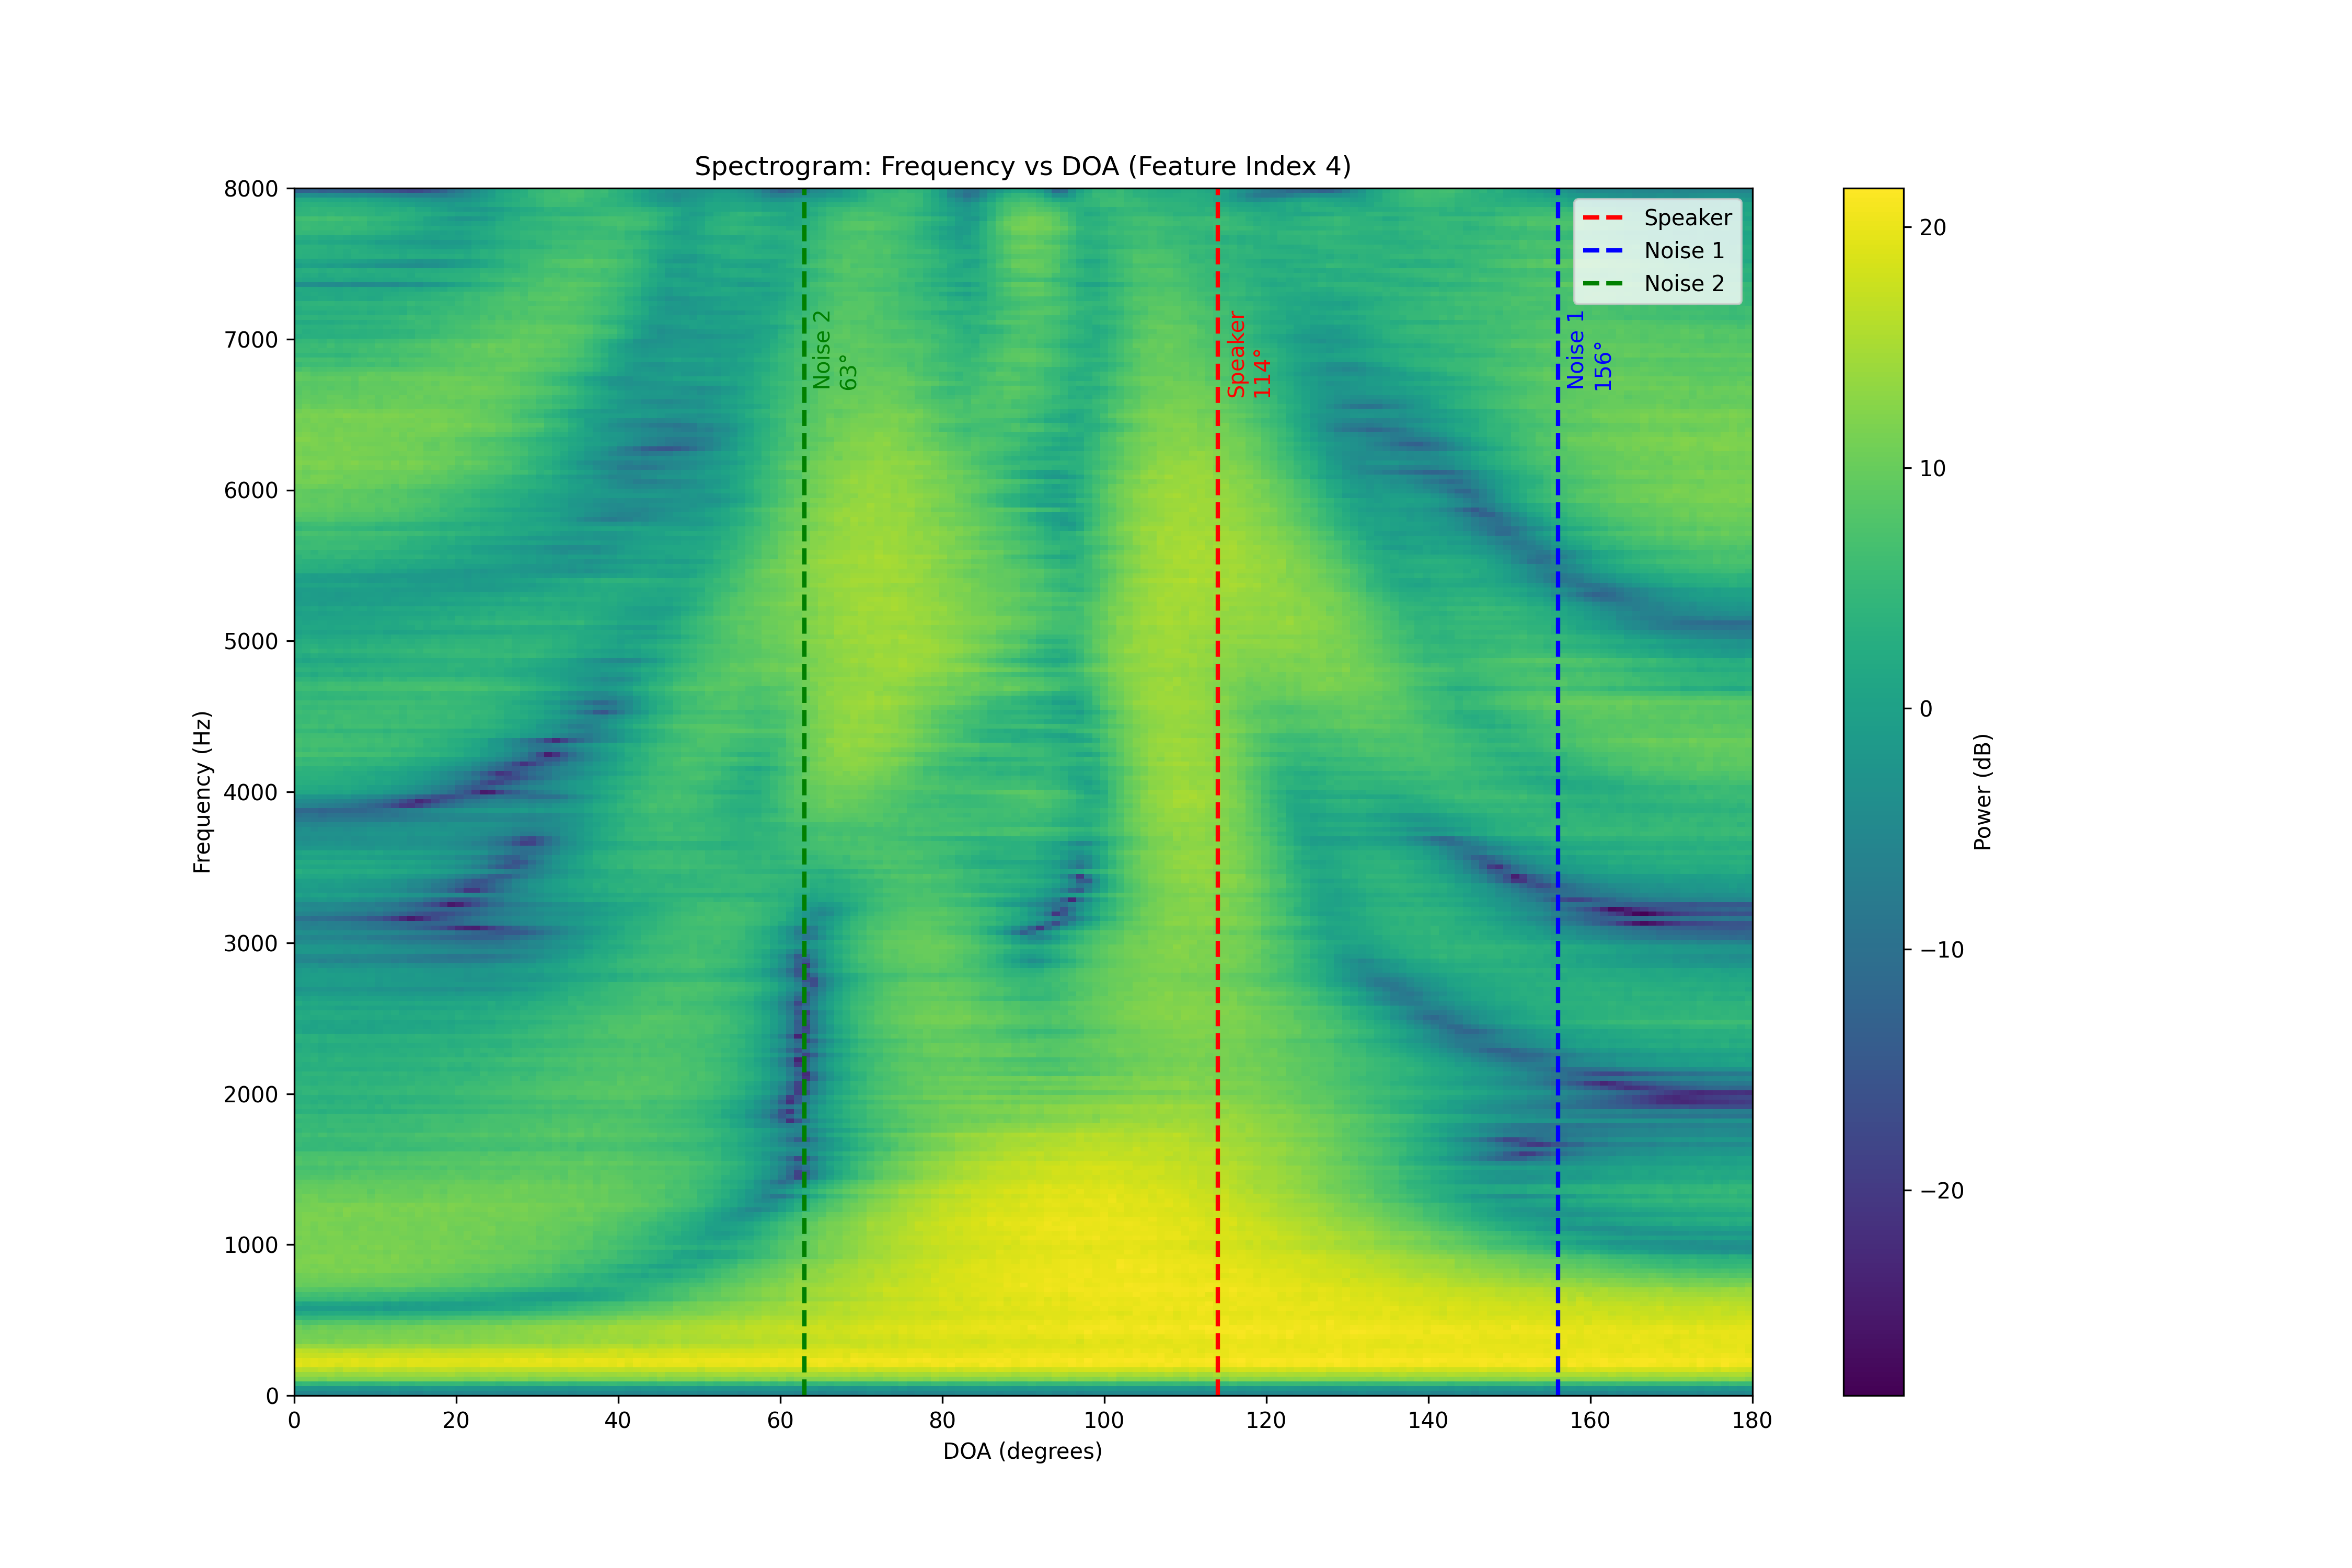 Spectrogram: Frequency vs DOA (Feature Index 4)
8000
7000
6000
5000
4000
3000
2000
1000
0
Frequency (Hz)
0 20 40 60 80 100 120 140 160 180
DOA (degrees)
Noise 2
63°
Speaker
114°
Noise 1
156°
Speaker
Noise 1
Noise 2
20
10
0
−10
−20
Power (dB)